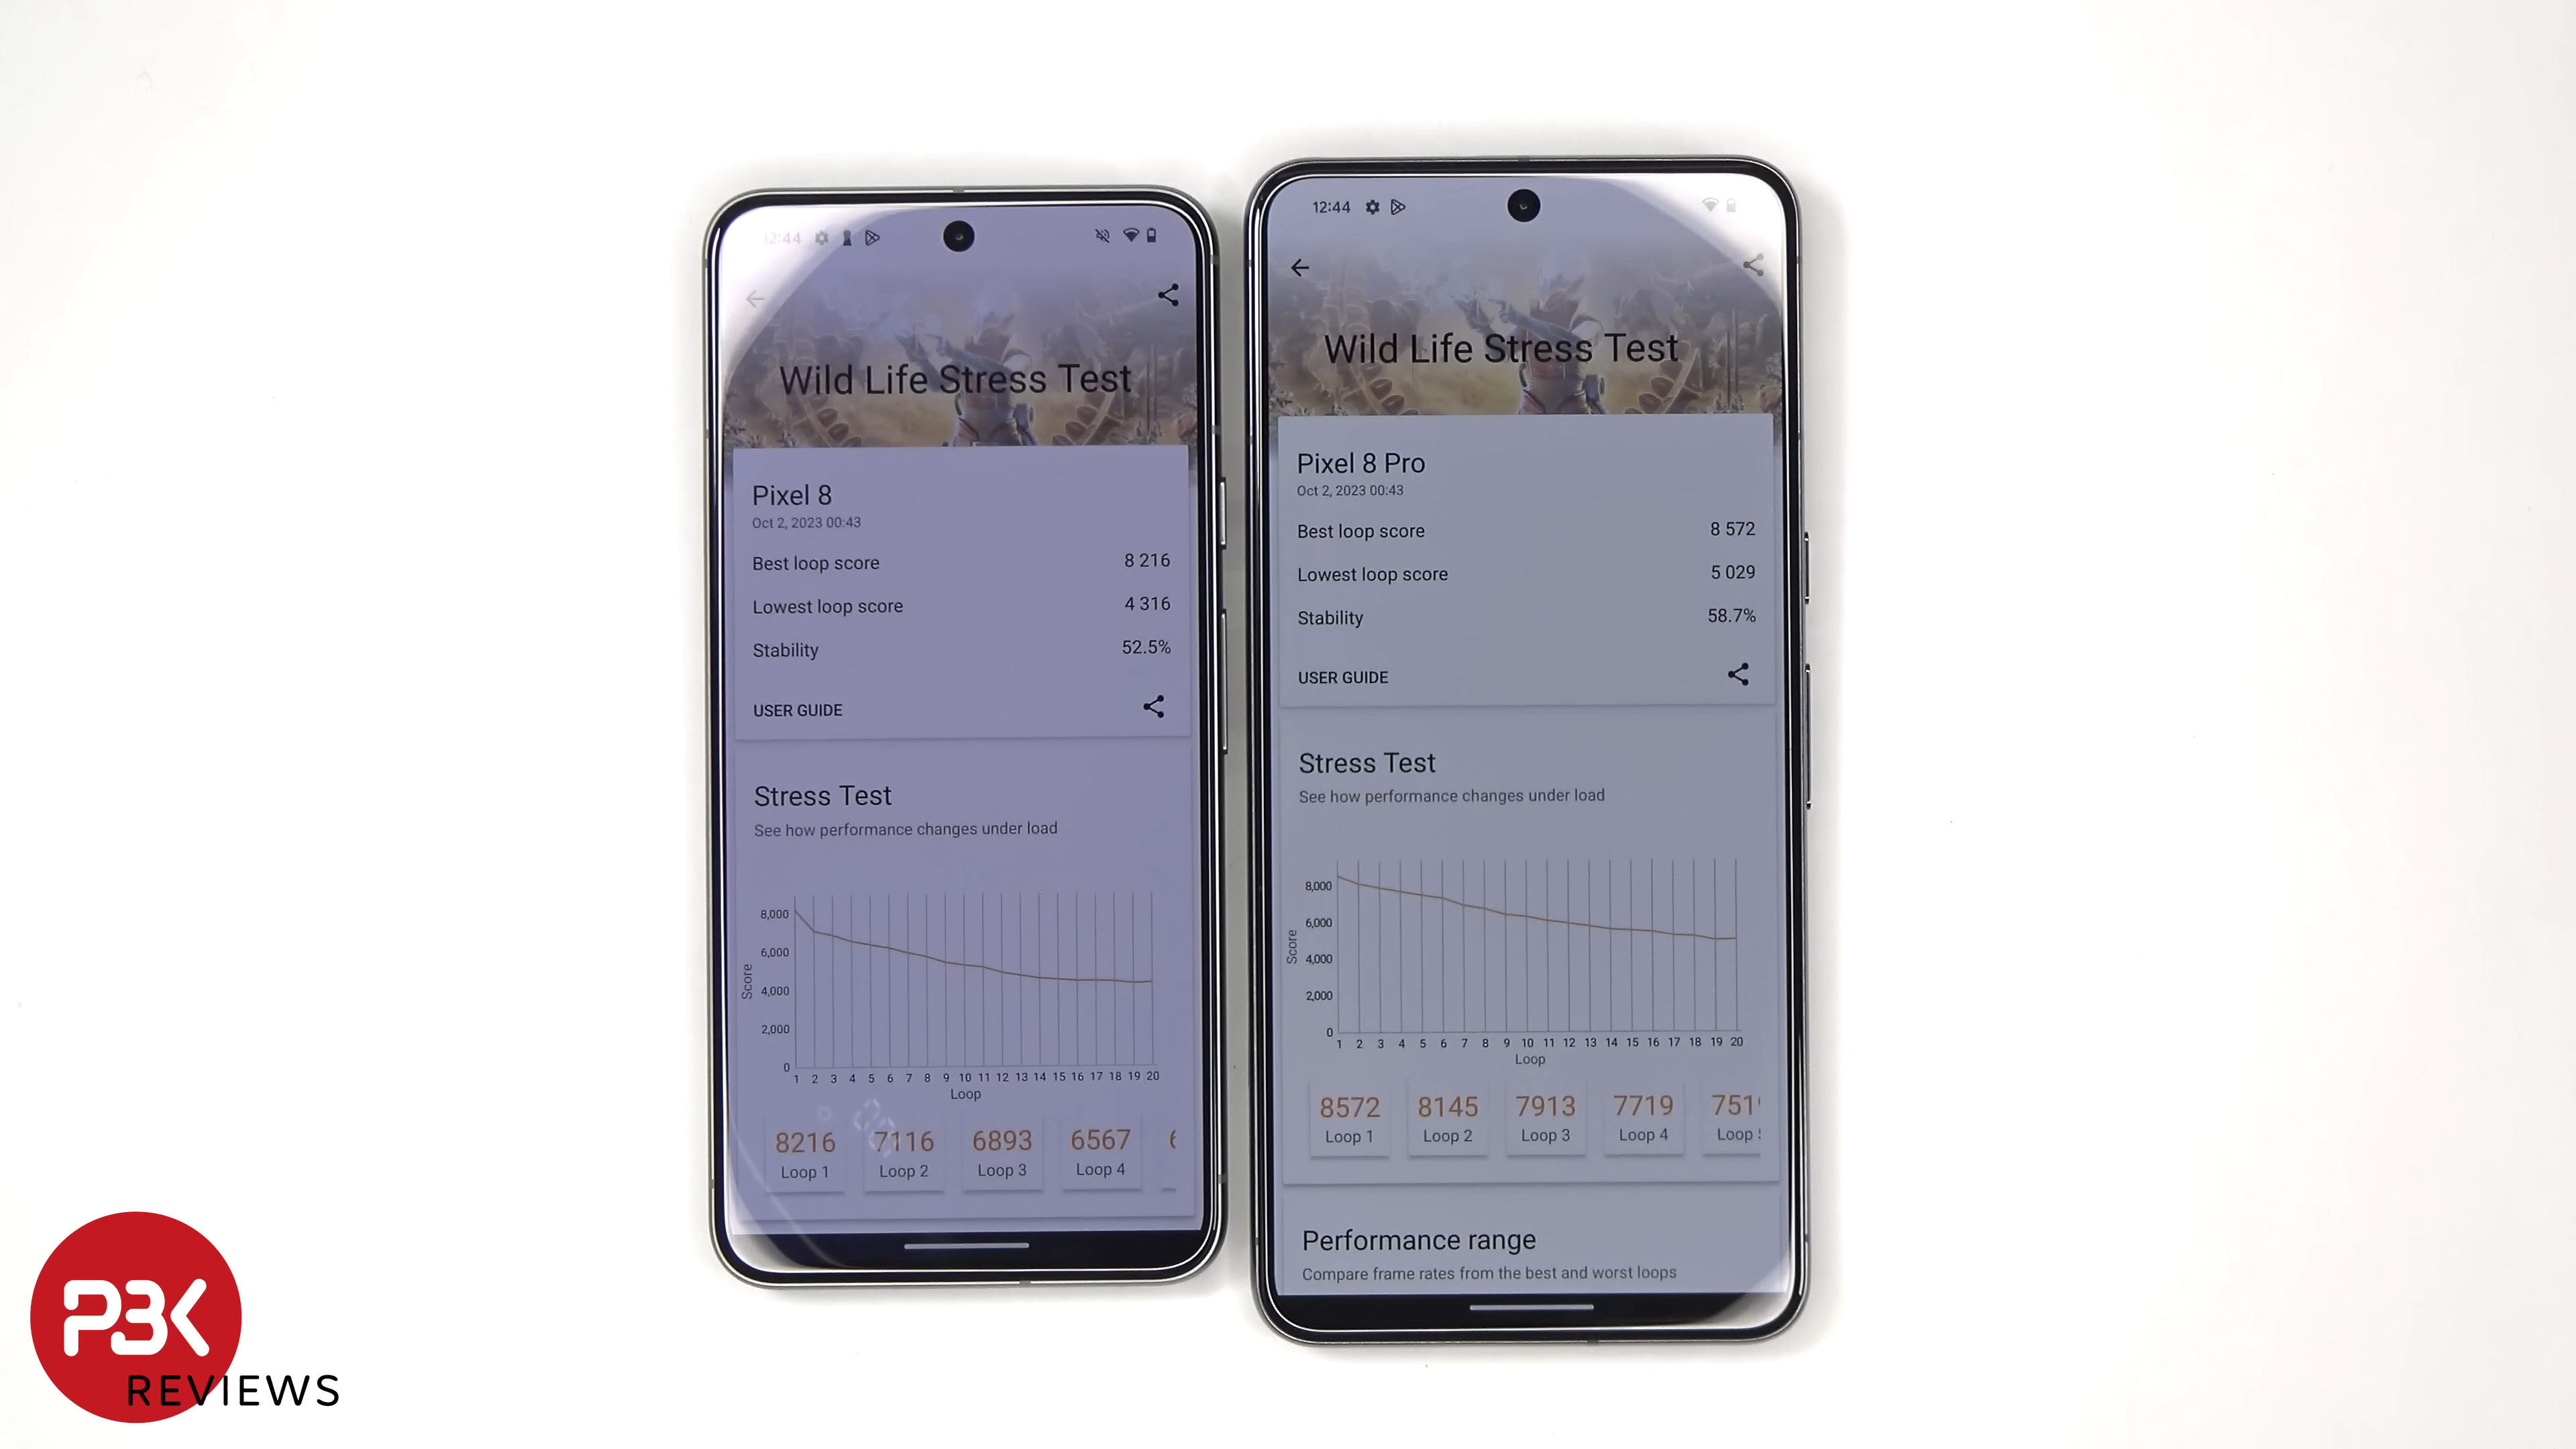 12:44
Wild Life Stress Test
Pixel 8
Oct 2, 2023 00:43
Best loop score 8 216
Lowest loop score 4 316
Stability 52.5%
USER GUIDE
Stress Test
See how performance changes under load
8,000
6,000
4,000
2,000
0
Score
1 2 3 4 5 6 7 8 9 10 11 12 13 14 15 16 17 18 19 20
Loop
8216 7116 6893 6567
Loop 1 Loop 2 Loop 3 Loop 4
12:44
Wild Life Stress Test
Pixel 8 Pro
Oct 2, 2023 00:43
Best loop score 8 572
Lowest loop score 5 029
Stability 58.7%
USER GUIDE
Stress Test
See how performance changes under load
8,000
6,000
4,000
2,000
0
Score
1 2 3 4 5 6 7 8 9 10 11 12 13 14 15 16 17 18 19 20
Loop
8572 8145 7913 7719 751
Loop 1 Loop 2 Loop 3 Loop 4 Loop
Performance range
Compare frame rates from the best and worst loops
PBK
REVIEWS